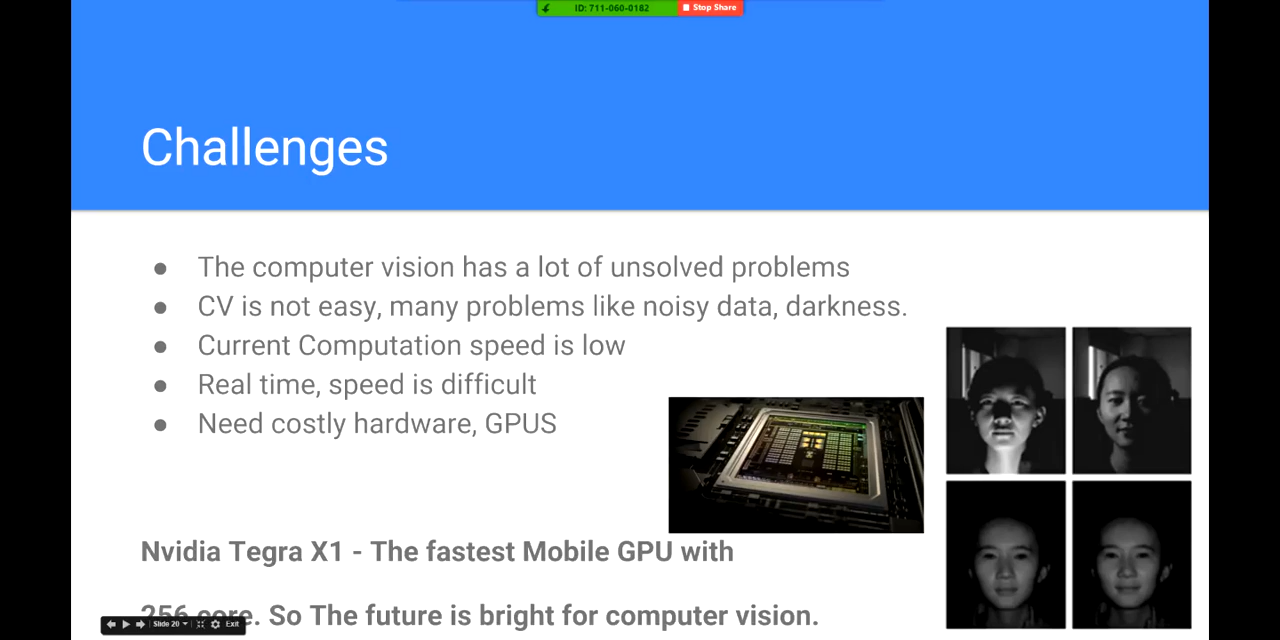 ID: 711-060-0182 Stop Share
Challenges
● The computer vision has a lot of unsolved problems
● CV is not easy, many problems like noisy data, darkness.
● Current Computation speed is low
● Real time, speed is difficult
● Need costly hardware, GPUS
Nvidia Tegra X1 - The fastest Mobile GPU with
256 core. So The future is bright for computer vision.
Slide 20 Exit